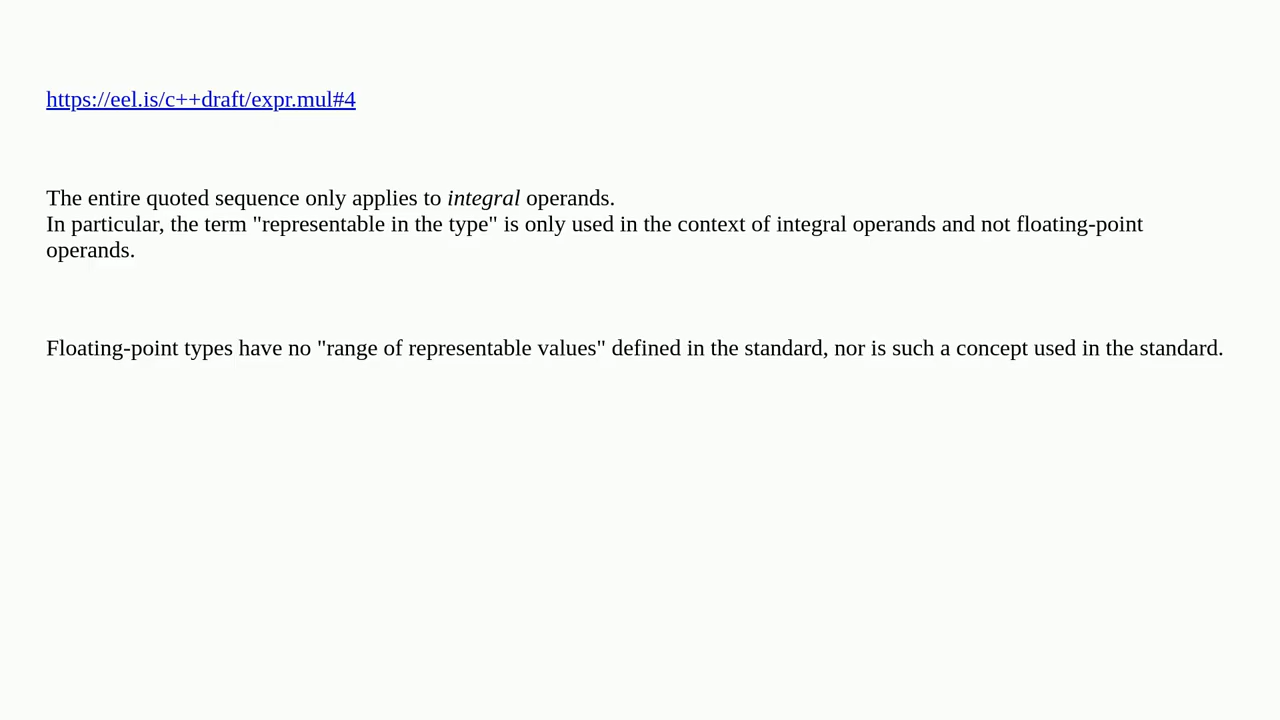 https://eel.is/c++draft/expr.mul#4
The entire quoted sequence only applies to integral operands.
In particular, the term "representable in the type" is only used in the context of integral operands and not floating-point
operands.
Floating-point types have no "range of representable values" defined in the standard, nor is such a concept used in the standard.